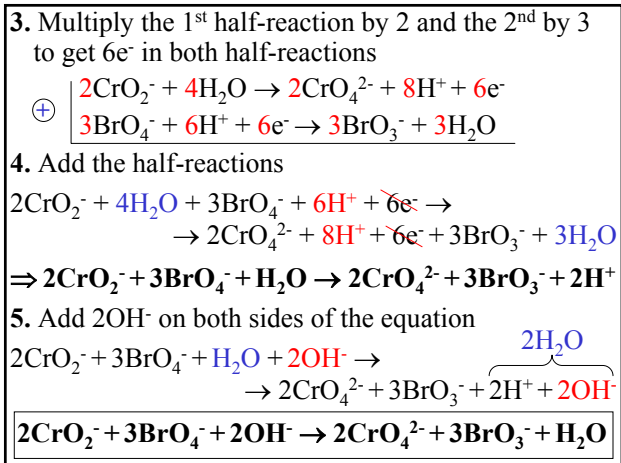 3. Multiply the 1ˢᵗ half-reaction by 2 and the 2ⁿᵈ by 3
to get 6e⁻ in both half-reactions
2CrO₂⁻ + 4H₂O → 2CrO₄²⁻ + 8H⁺ + 6e⁻
+ 3BrO₄⁻ + 6H⁺ + 6e⁻ → 3BrO₃⁻ + 3H₂O
4. Add the half-reactions
2CrO₂⁻ + 4H₂O + 3BrO₄⁻ + 6H⁺ + 6e⁻ →
→ 2CrO₄²⁻ + 8H⁺ + 6e⁻ + 3BrO₃⁻ + 3H₂O
⇒ 2CrO₂⁻ + 3BrO₄⁻ + H₂O → 2CrO₄²⁻ + 3BrO₃⁻ + 2H⁺
5. Add 2OH⁻ on both sides of the equation
2H₂O
2CrO₂⁻ + 3BrO₄⁻ + H₂O + 2OH⁻ →
→ 2CrO₄²⁻ + 3BrO₃⁻ + 2H⁺ + 2OH⁻
2CrO₂⁻ + 3BrO₄⁻ + 2OH⁻ → 2CrO₄²⁻ + 3BrO₃⁻ + H₂O